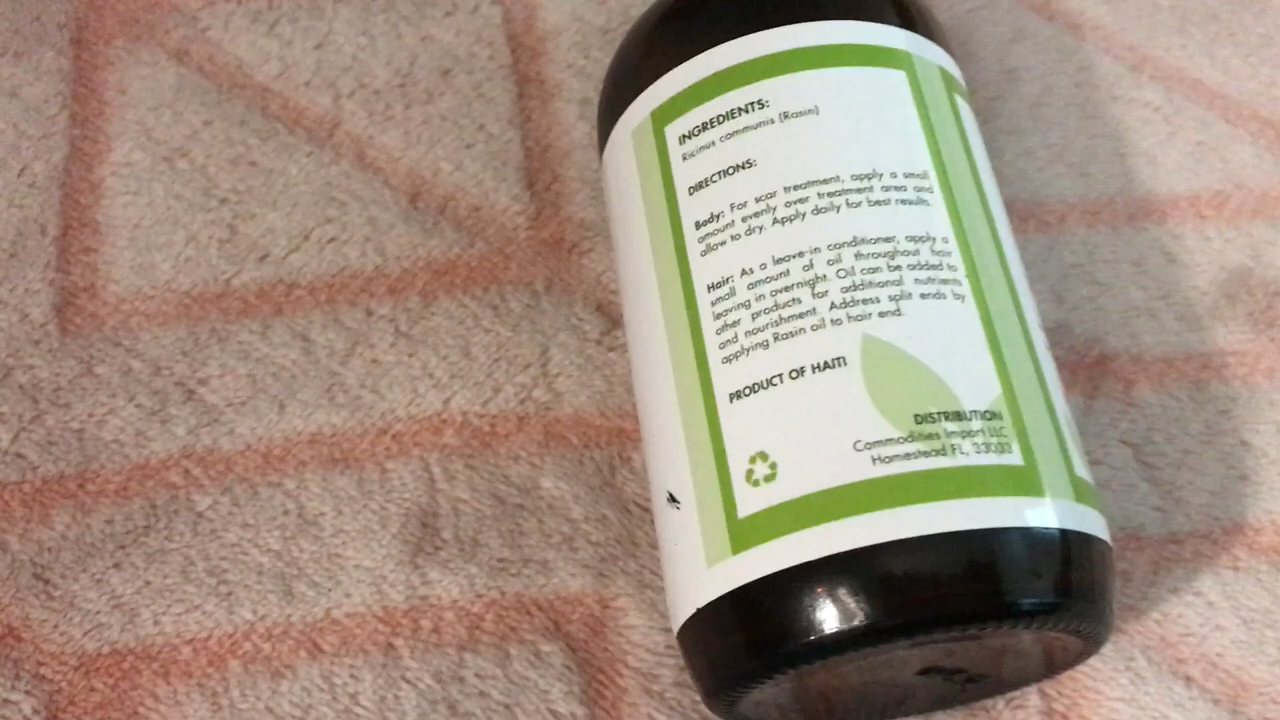 INGREDIENTS:
Ricinus communis (Rasin)
DIRECTIONS:
Body: For scar treatment, apply a small
amount evenly over treatment area and
allow to dry. Apply daily for best results.
Hair: As a leave-in conditioner, apply a
small amount of oil throughout hair
leaving in overnight. Oil can be added to
other products for additional nutrients
and nourishment. Address split ends by
applying Rasin oil to hair end.
PRODUCT OF HAITI
DISTRIBUTION
Commodities Import LLC
Homestead FL, 33033